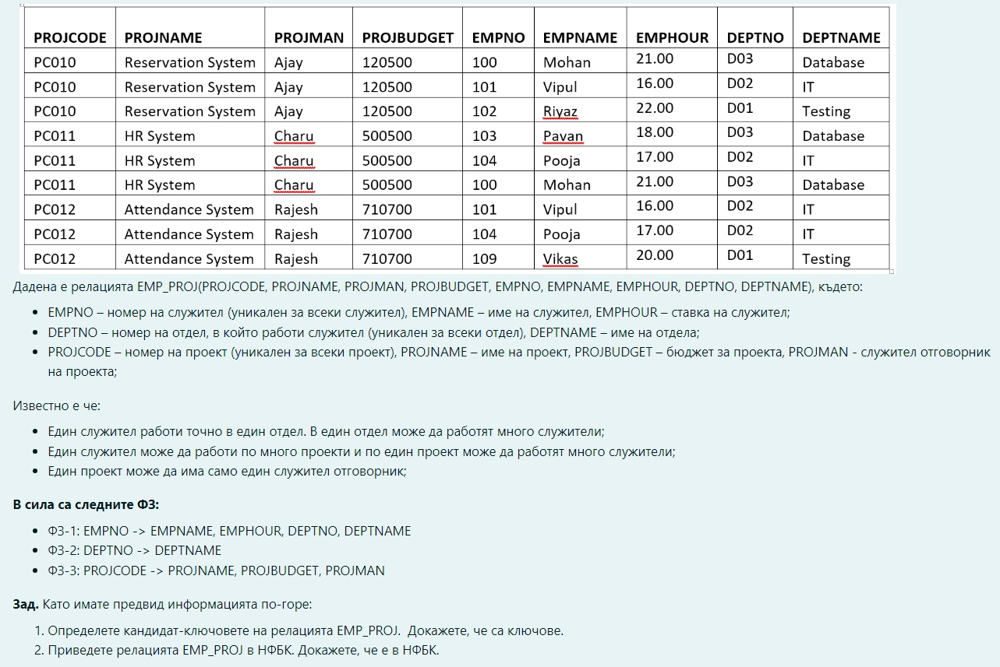 PROJCODE PROJNAME PROJMAN PROJBUDGET EMPNO EMPNAME EMPHOUR DEPTNO DEPTNAME
PC010 Reservation System Ajay 120500 100 Mohan 21.00 D03 Database
PC010 Reservation System Ajay 120500 101 Vipul 16.00 D02 IT
PC010 Reservation System Ajay 120500 102 Riyaz 22.00 D01 Testing
PC011 HR System Charu 500500 103 Pavan 18.00 D03 Database
PC011 HR System Charu 500500 104 Pooja 17.00 D02 IT
PC011 HR System Charu 500500 100 Mohan 21.00 D03 Database
PC012 Attendance System Rajesh 710700 101 Vipul 16.00 D02 IT
PC012 Attendance System Rajesh 710700 104 Pooja 17.00 D02 IT
PC012 Attendance System Rajesh 710700 109 Vikas 20.00 D01 Testing
Дадена е релацията EMP_PROJ(PROJCODE, PROJNAME, PROJMAN, PROJBUDGET, EMPNO, EMPNAME, EMPHOUR, DEPTNO, DEPTNAME), където:
• EMPNO – номер на служител (уникален за всеки служител), EMPNAME – име на служител, EMPHOUR – ставка на служител;
• DEPTNO – номер на отдел, в който работи служител (уникален за всеки отдел), DEPTNAME – име на отдела;
• PROJCODE – номер на проект (уникален за всеки проект), PROJNAME – име на проект, PROJBUDGET – бюджет за проекта, PROJMAN - служител отговорник
на проекта;
Известно е че:
• Един служител работи точно в един отдел. В един отдел може да работят много служители;
• Един служител може да работи по много проекти и по един проект може да работят много служители;
• Един проект може да има само един служител отговорник;
В сила са следните ФЗ:
• ФЗ-1: EMPNO -> EMPNAME, EMPHOUR, DEPTNO, DEPTNAME
• ФЗ-2: DEPTNO -> DEPTNAME
• ФЗ-3: PROJCODE -> PROJNAME, PROJBUDGET, PROJMAN
Зад. Като имате предвид информацията по-горе:
1. Определете кандидат-ключовете на релацията EMP_PROJ. Докажете, че са ключове.
2. Приведете релацията EMP_PROJ в НФБК. Докажете, че е в НФБК.